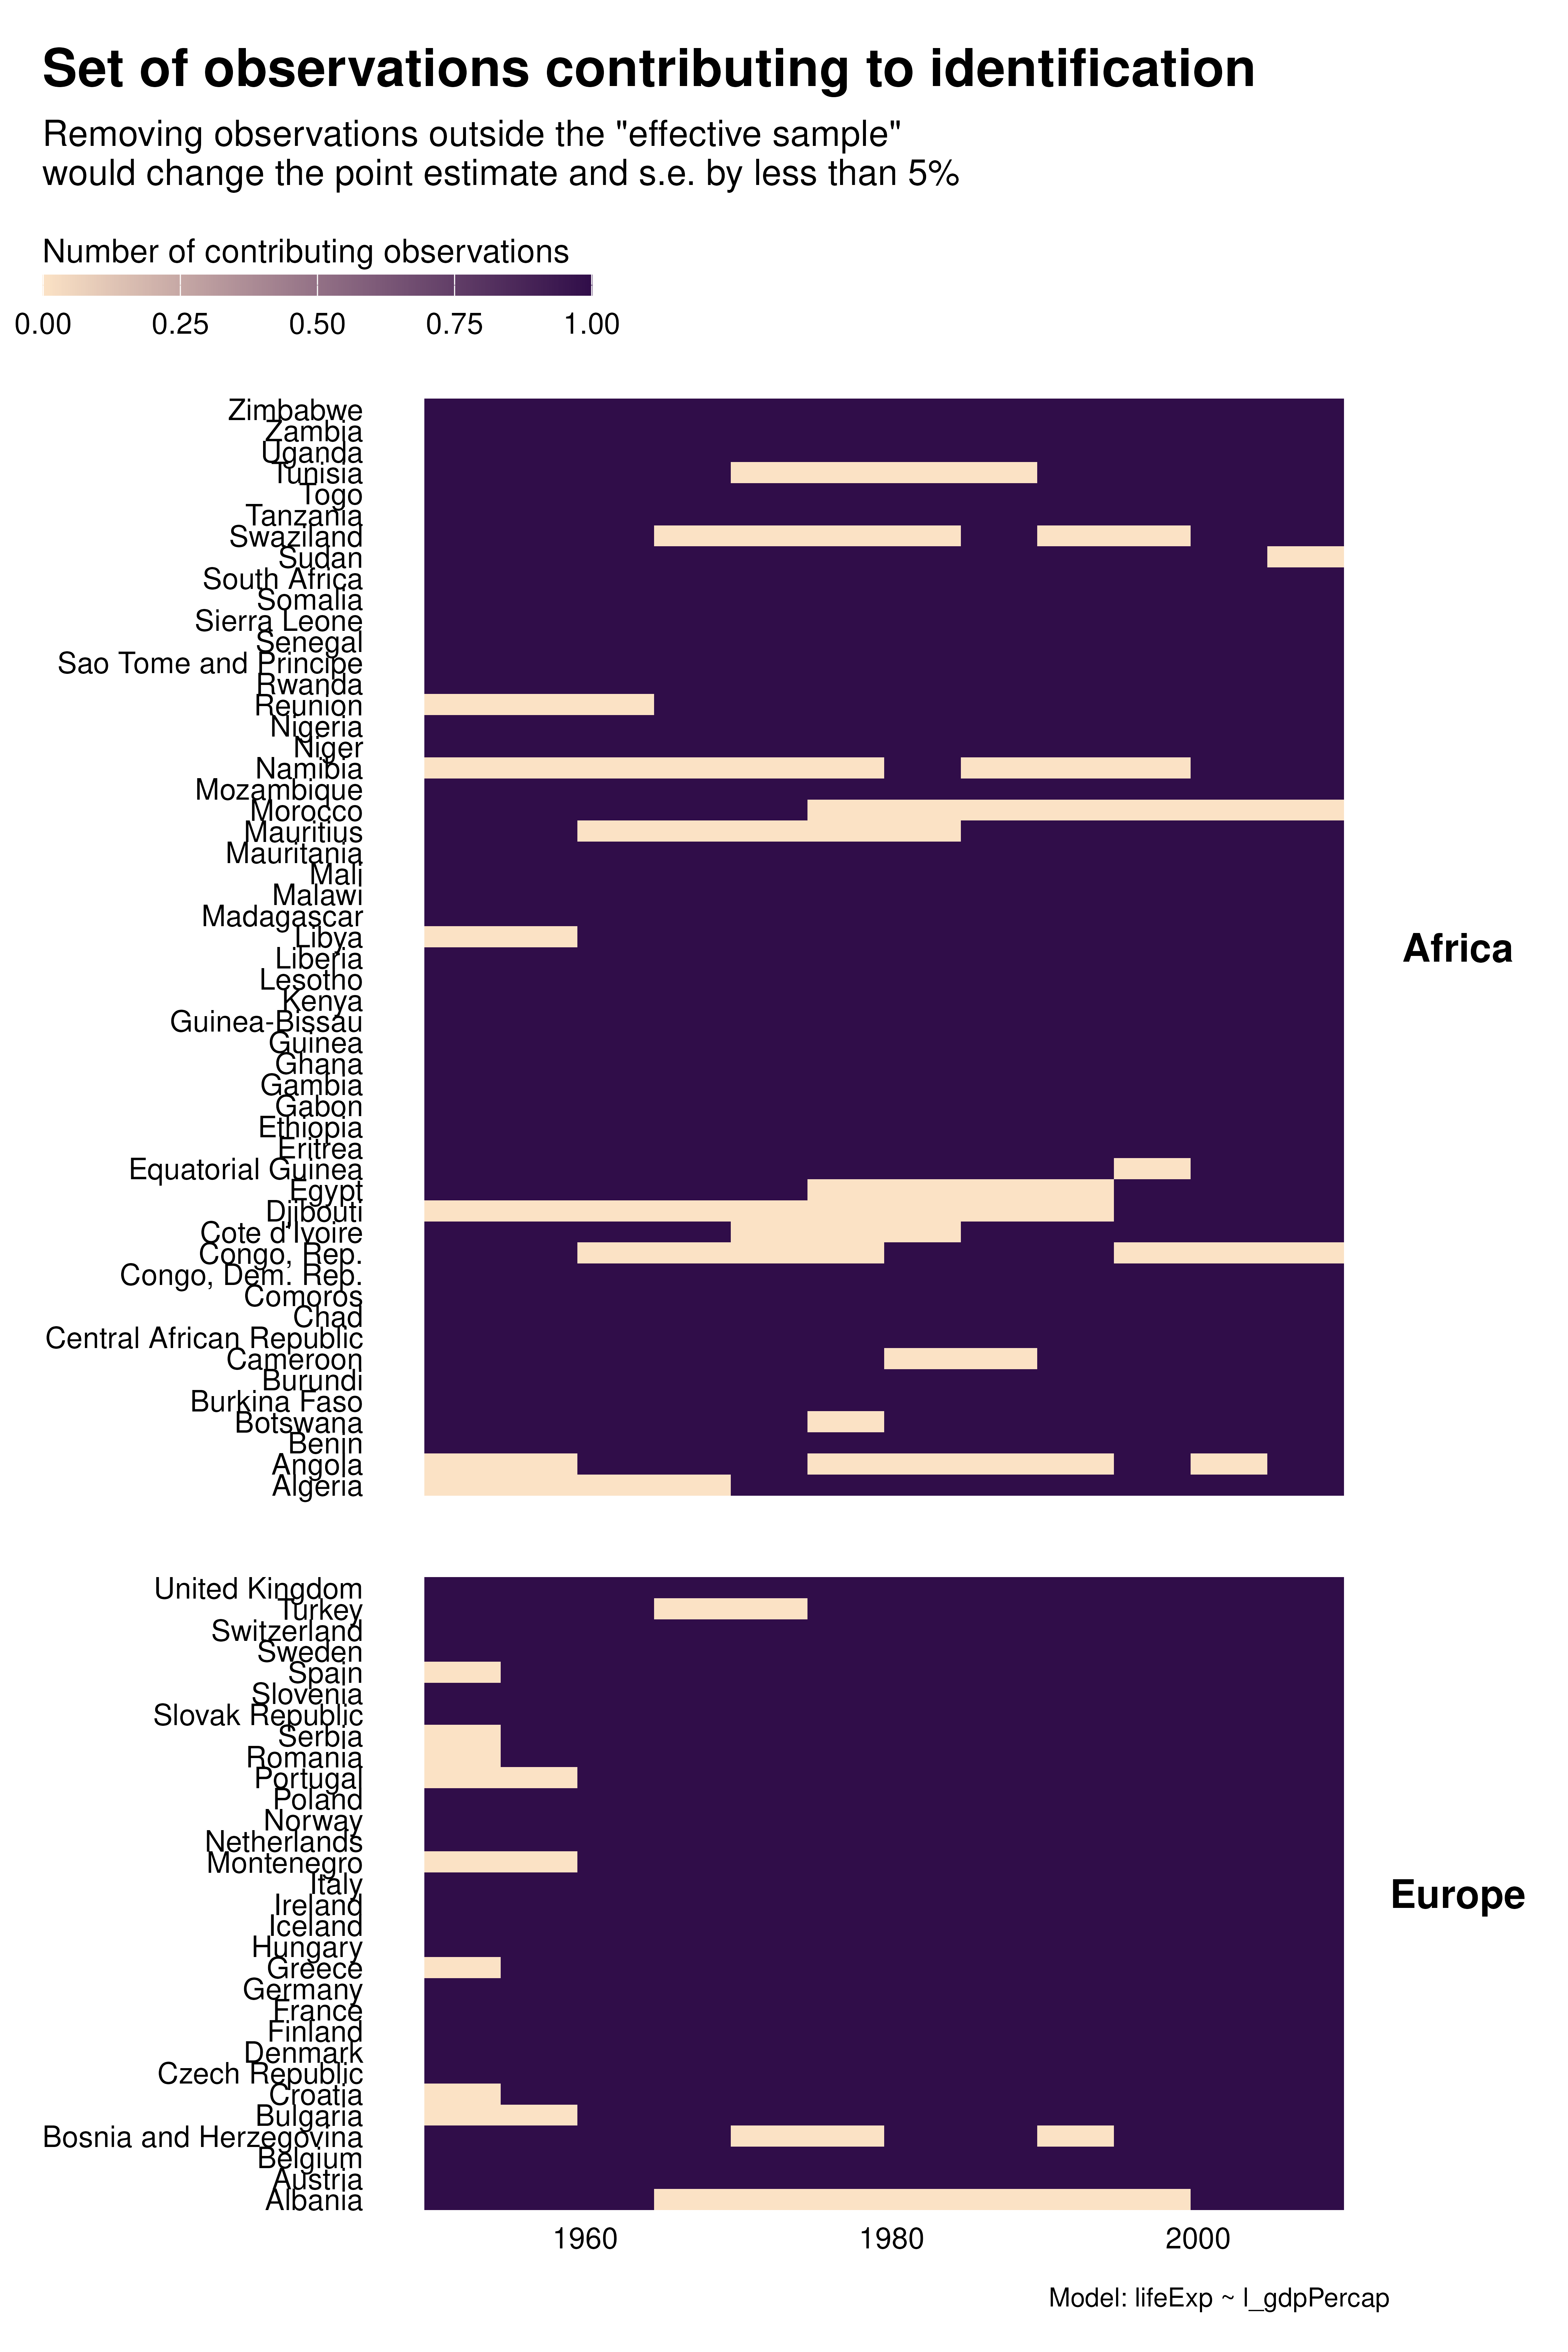 Set of observations contributing to identification
Removing observations outside the "effective sample"
would change the point estimate and s.e. by less than 5%
Number of contributing observations
0.00 0.25 0.50 0.75 1.00
Zimbabwe
Zambia
Uganda
Tunisia
Togo
Tanzania
Swaziland
Sudan
South Africa
Somalia
Sierra Leone
Senegal
Sao Tome and Principe
Rwanda
Reunion
Nigeria
Niger
Namibia
Mozambique
Morocco
Mauritius
Mauritania
Mali
Malawi
Madagascar
Libya
Liberia
Lesotho
Kenya
Guinea-Bissau
Guinea
Ghana
Gambia
Gabon
Ethiopia
Eritrea
Equatorial Guinea
Egypt
Djibouti
Cote d'Ivoire
Congo, Rep.
Congo, Dem. Rep.
Comoros
Chad
Central African Republic
Cameroon
Burundi
Burkina Faso
Botswana
Benin
Angola
Algeria
Africa
United Kingdom
Turkey
Switzerland
Sweden
Spain
Slovenia
Slovak Republic
Serbia
Romania
Portugal
Poland
Norway
Netherlands
Montenegro
Italy
Ireland
Iceland
Hungary
Greece
Germany
France
Finland
Denmark
Czech Republic
Croatia
Bulgaria
Bosnia and Herzegovina
Belgium
Austria
Albania
Europe
1960 1980 2000
Model: lifeExp ~ l_gdpPercap